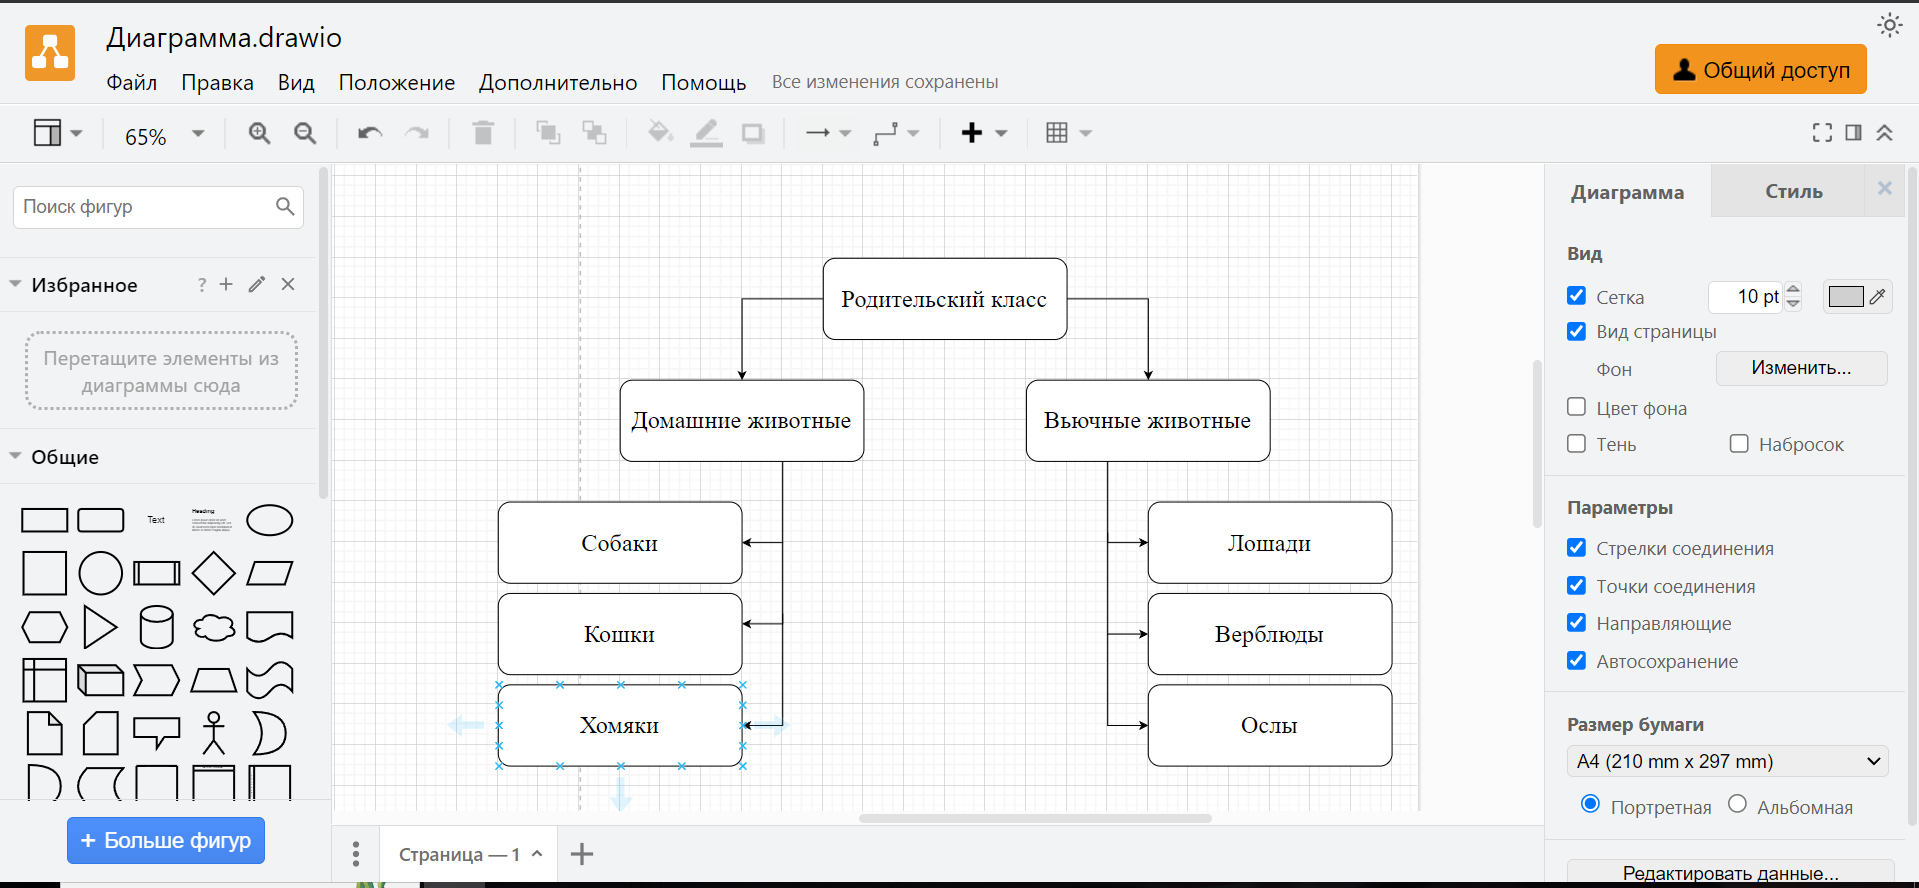 Диаграмма.drawio
Файл Правка Вид Положение Дополнительно Помощь Все изменения сохранены
Общий доступ
65%
Поиск фигур
Избранное ?
Перетащите элементы из
диаграммы сюда
Общие
Text
Heading
+ Больше фигур
Родительский класс
Домашние животные
Вьючные животные
Собаки
Лошади
Кошки
Верблюды
Хомяки
Ослы
Страница — 1
Диаграмма
Стиль
Вид
Сетка 10 pt
Вид страницы
Фон Изменить...
Цвет фона
Тень Набросок
Параметры
Стрелки соединения
Точки соединения
Направляющие
Автосохранение
Размер бумаги
A4 (210 mm x 297 mm)
Портретная Альбомная
Редактировать данные...